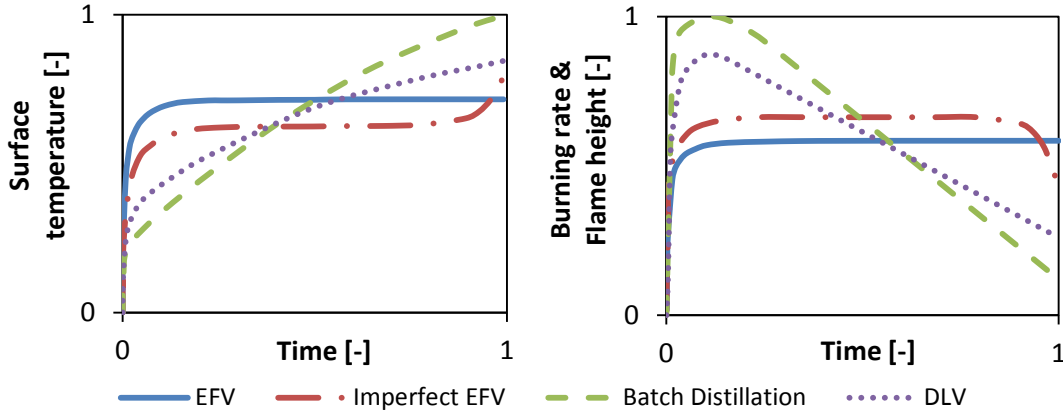 1
Surface
temperature [-]
0
0
Time [-]
1
1
Burning rate &
Flame height [-]
0
0
Time [-]
1
EFV
Imperfect EFV
Batch Distillation
DLV